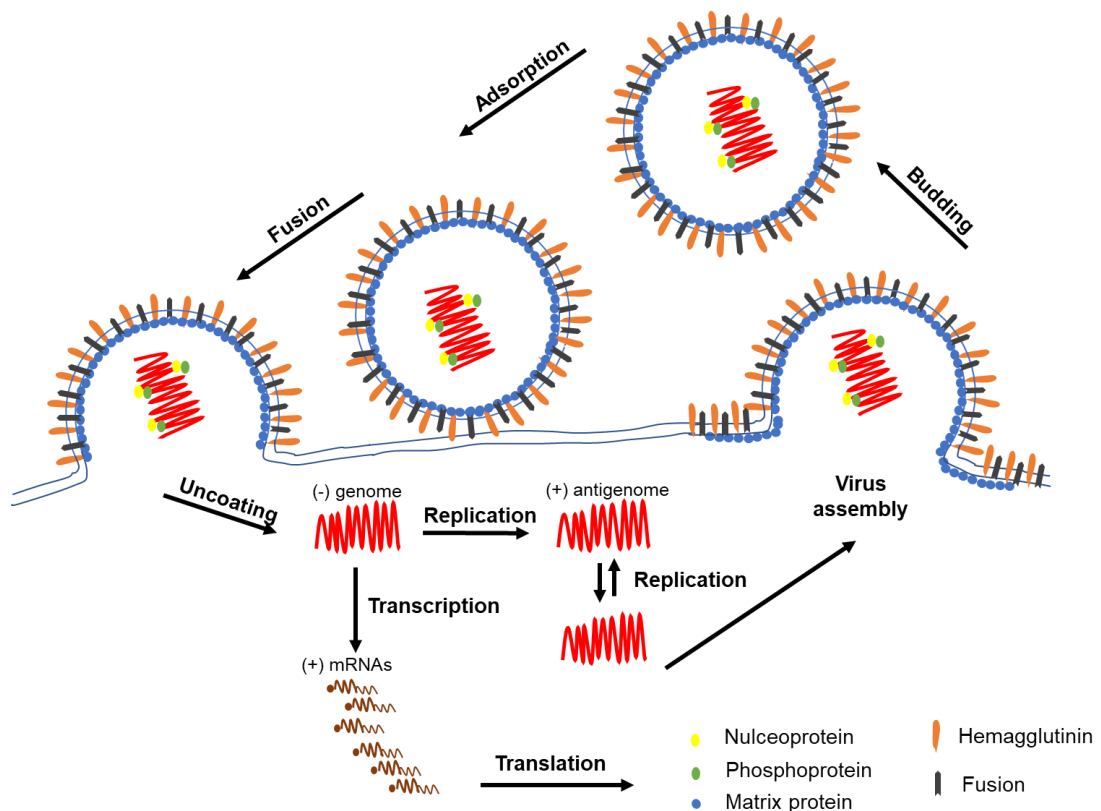 Adsorption
Fusion
Budding
Uncoating
(-) genome
Replication
(+) antigenome
Virus
assembly
Replication
Transcription
(+) mRNAs
Translation
Nulceoprotein
Phosphoprotein
Matrix protein
Hemagglutinin
Fusion